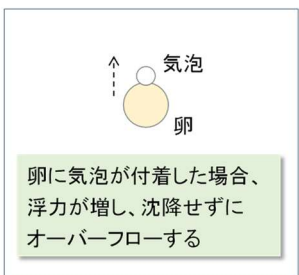 気泡
卵
卵に気泡が付着した場合、
浮力が増し、沈降せずに
オーバーフローする